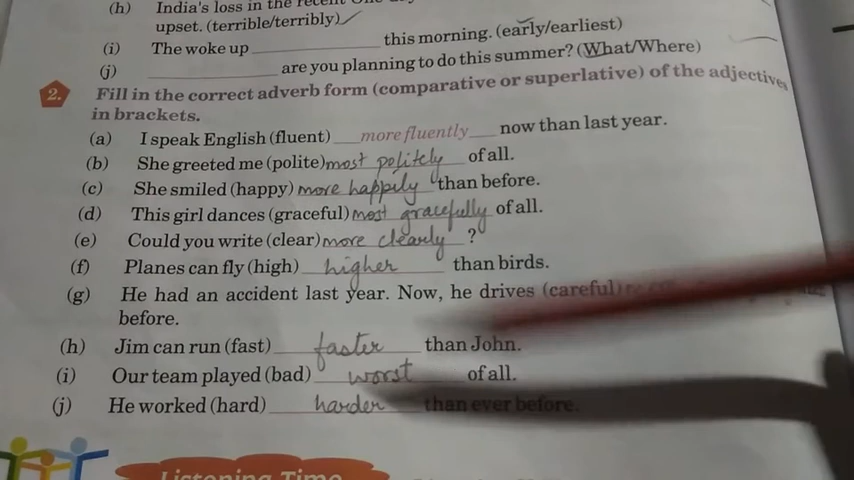 (h) India's loss in the recent
upset. (terrible/terribly)
(i) The woke up ____________ this morning. (early/earliest)
(j) ____________ are you planning to do this summer? (What/Where)
2. Fill in the correct adverb form (comparative or superlative) of the adjectives
in brackets.
(a) I speak English (fluent) more fluently now than last year.
(b) She greeted me (polite) most politely of all.
(c) She smiled (happy) more happily than before.
(d) This girl dances (graceful) most gracefully of all.
(e) Could you write (clear) more clearly ?
(f) Planes can fly (high) higher than birds.
(g) He had an accident last year. Now, he drives (careful)
before.
(h) Jim can run (fast) faster than John.
(i) Our team played (bad) worst of all.
(j) He worked (hard) harder than ever before.
Listening Time